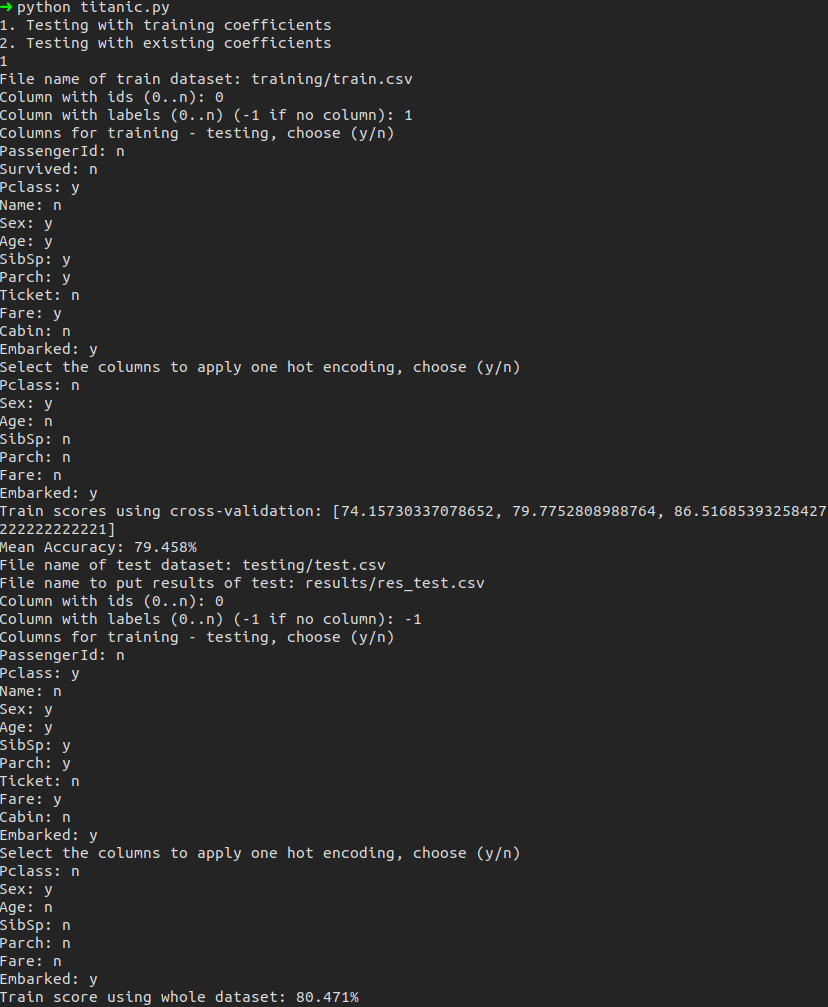 ➜ python titanic.py
1. Testing with training coefficients
2. Testing with existing coefficients
1
File name of train dataset: training/train.csv
Column with ids (0..n): 0
Column with labels (0..n) (-1 if no column): 1
Columns for training - testing, choose (y/n)
PassengerId: n
Survived: n
Pclass: y
Name: n
Sex: y
Age: y
SibSp: y
Parch: y
Ticket: n
Fare: y
Cabin: n
Embarked: y
Select the columns to apply one hot encoding, choose (y/n)
Pclass: n
Sex: y
Age: n
SibSp: n
Parch: n
Fare: n
Embarked: y
Train scores using cross-validation: [74.15730337078652, 79.7752808988764, 86.51685393258427
222222222221]
Mean Accuracy: 79.458%
File name of test dataset: testing/test.csv
File name to put results of test: results/res_test.csv
Column with ids (0..n): 0
Column with labels (0..n) (-1 if no column): -1
Columns for training - testing, choose (y/n)
PassengerId: n
Pclass: y
Name: n
Sex: y
Age: y
SibSp: y
Parch: y
Ticket: n
Fare: y
Cabin: n
Embarked: y
Select the columns to apply one hot encoding, choose (y/n)
Pclass: n
Sex: y
Age: n
SibSp: n
Parch: n
Fare: n
Embarked: y
Train score using whole dataset: 80.471%